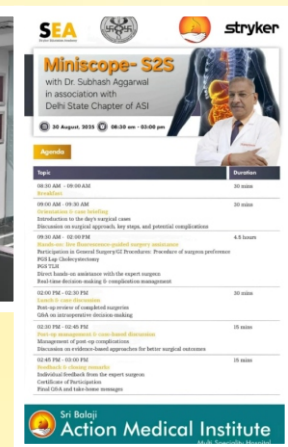 SEA
stryker
Miniscope- S2S
with Dr. Subhash Aggarwal
in association with
Delhi State Chapter of ASI
30 August, 2025
08:30 am - 03:00 pm
Agenda
Topic Duration
08:30 AM - 09:00 AM 30 mins
Breakfast
09:00 AM - 09:30 AM 30 mins
Orientation & case briefing
Introduction to the day's surgical cases
Discussion on surgical approach, key steps, and potential complications
09:30 AM - 02:00 PM 4.5 hours
Hands-on: live fluorescence-guided surgery assistance
Participation in General Surgery/GI Procedures: Procedure of surgeon preference
FGS Lap Cholecystectomy
FGS TLH
Direct hands-on assistance with the expert surgeon
Real-time decision-making & complication management
02:00 PM - 02:30 PM 30 mins
Lunch & case discussion
Post-op review of completed surgeries
Q&A on intraoperative decision-making
02:30 PM - 02:45 PM 15 mins
Post-op management & case-based discussion
Management of post-op complications
Discussion on evidence-based approaches for better surgical outcomes
02:45 PM - 03:00 PM 15 mins
Feedback & closing remarks
Individual feedback from the expert surgeon
Certificate of Participation
Final Q&A and take-home messages
Sri Balaji
Action Medical Institute
Multi Speciality Hospital